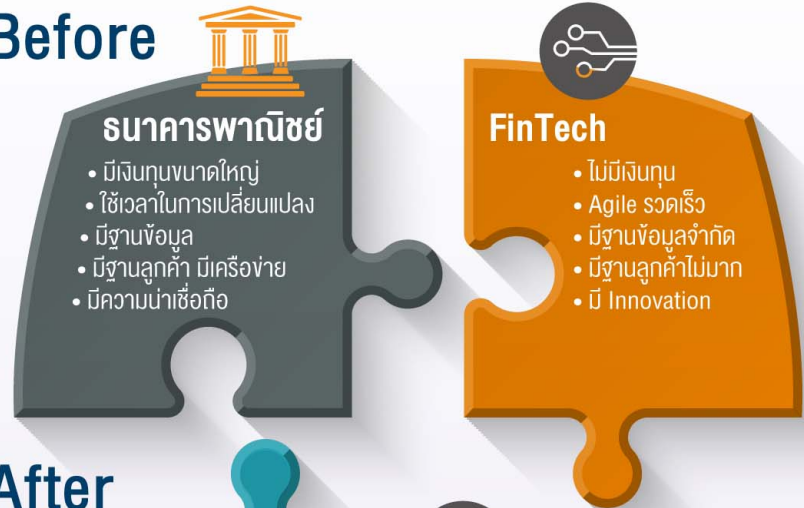 Before
ธนาคารพาณิชย์
• มีเงินทุนขนาดใหญ่
• ใช้เวลาในการเปลี่ยนแปลง
• มีฐานข้อมูล
• มีฐานลูกค้า มีเครือข่าย
• มีความน่าเชื่อถือ
FinTech
• ไม่มีเงินทุน
• Agile รวดเร็ว
• มีฐานข้อมูลจำกัด
• มีฐานลูกค้าไม่มาก
• มี Innovation
After